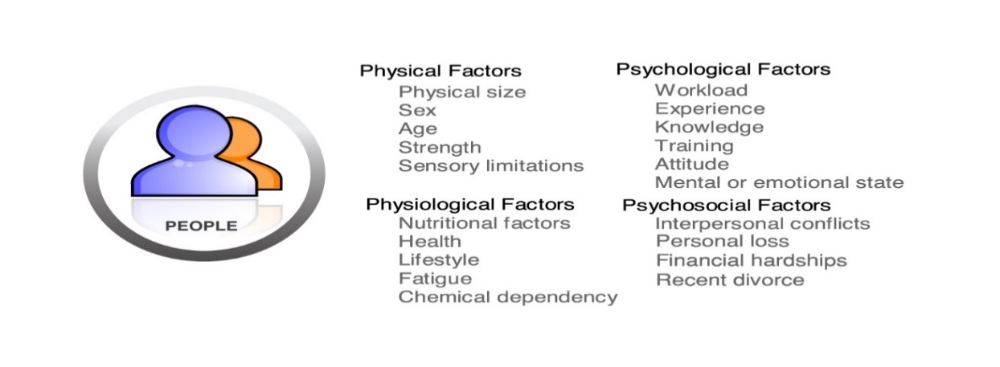 PEOPLE
Physical Factors
Physical size
Sex
Age
Strength
Sensory limitations
Physiological Factors
Nutritional factors
Health
Lifestyle
Fatigue
Chemical dependency
Psychological Factors
Workload
Experience
Knowledge
Training
Attitude
Mental or emotional state
Psychosocial Factors
Interpersonal conflicts
Personal loss
Financial hardships
Recent divorce